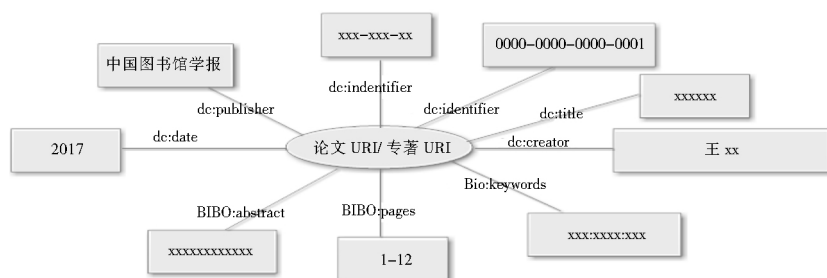 xxx-xxx-xx
0000-0000-0000-0001
中国图书馆学报
dc:indentifier
dc:identifier
xxxxxx
dc:publisher
dc:title
2017
dc:date
论文 URI/ 专著 URI
dc:creator
王 xx
Bio:keywords
BIBO:abstract
BIBO:pages
xxxxxxxxxxxx
1-12
xxx:xxxx:xxx